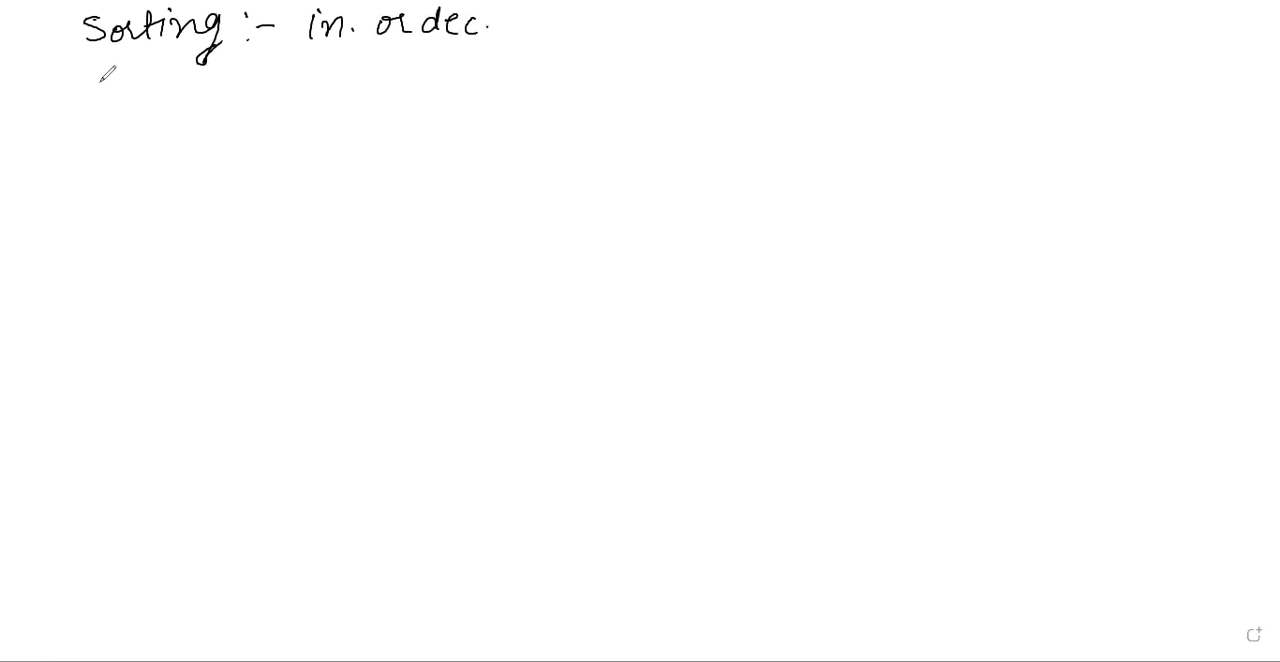 Sorting :- in. or dec.